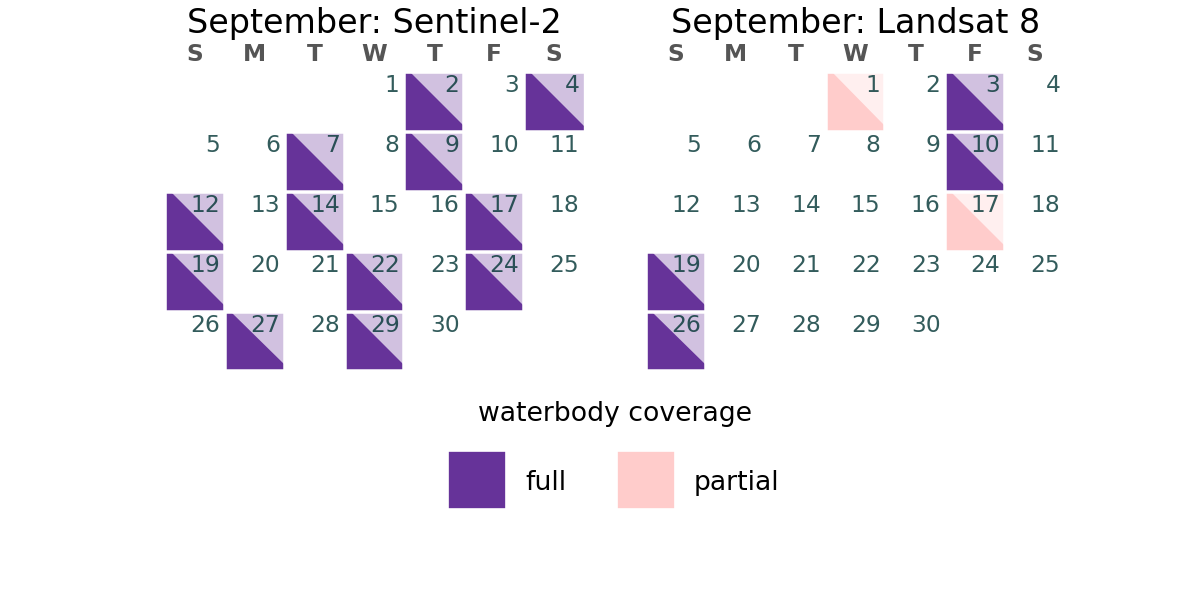 September: Sentinel-2
S M T W T F S
1 2 3 4
5 6 7 8 9 10 11
12 13 14 15 16 17 18
19 20 21 22 23 24 25
26 27 28 29 30
September: Landsat 8
S M T W T F S
1 2 3 4
5 6 7 8 9 10 11
12 13 14 15 16 17 18
19 20 21 22 23 24 25
26 27 28 29 30
waterbody coverage
full
partial